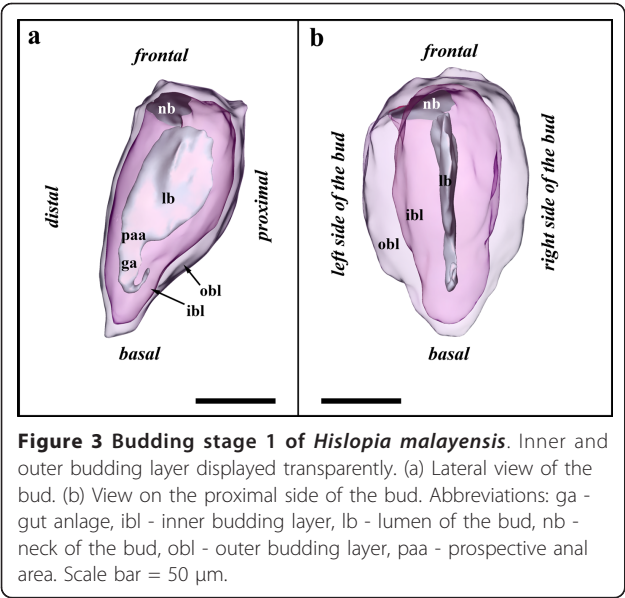 a
frontal
nb
lb
paa
ga
distal
proximal
obl
ibl
basal
b
frontal
nb
lb
ibl
obl
left side of the bud
right side of the bud
basal
Figure 3 Budding stage 1 of Hislopia malayensis. Inner and
outer budding layer displayed transparently. (a) Lateral view of the
bud. (b) View on the proximal side of the bud. Abbreviations: ga -
gut anlage, ibl - inner budding layer, lb - lumen of the bud, nb -
neck of the bud, obl - outer budding layer, paa - prospective anal
area. Scale bar = 50 μm.